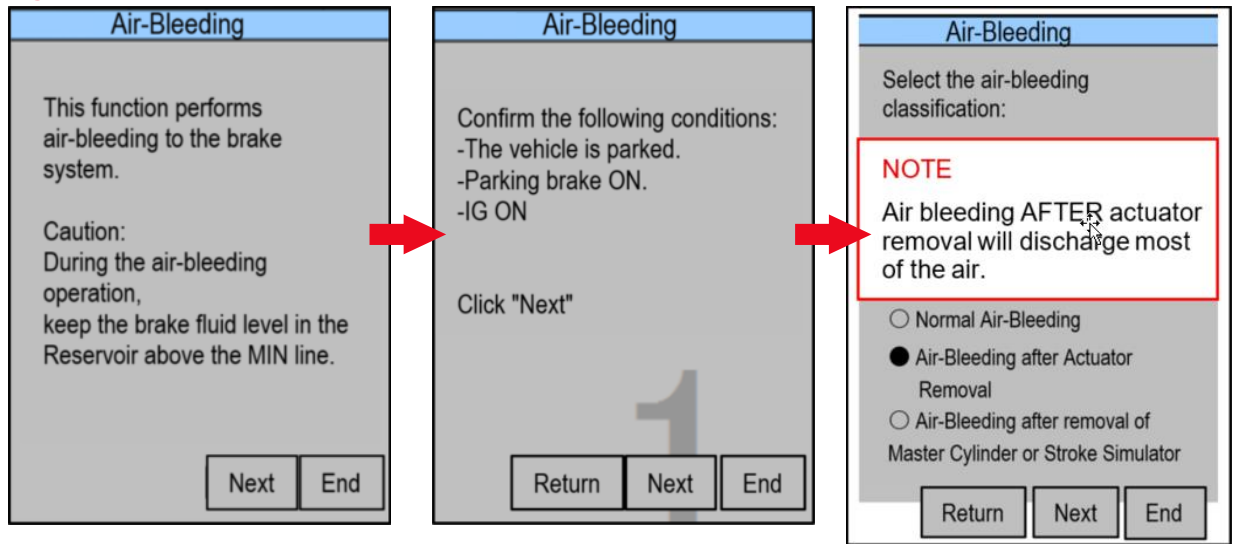 Air-Bleeding
This function performs
air-bleeding to the brake
system.
Caution:
During the air-bleeding
operation,
keep the brake fluid level in the
Reservoir above the MIN line.
Next
End
Air-Bleeding
Confirm the following conditions:
-The vehicle is parked.
-Parking brake ON.
-IG ON
Click "Next"
1
Return
Next
End
Air-Bleeding
Select the air-bleeding
classification:
NOTE
Air bleeding AFTER actuator
removal will discharge most
of the air.
Normal Air-Bleeding
Air-Bleeding after Actuator
Removal
Air-Bleeding after removal of
Master Cylinder or Stroke Simulator
Return
Next
End